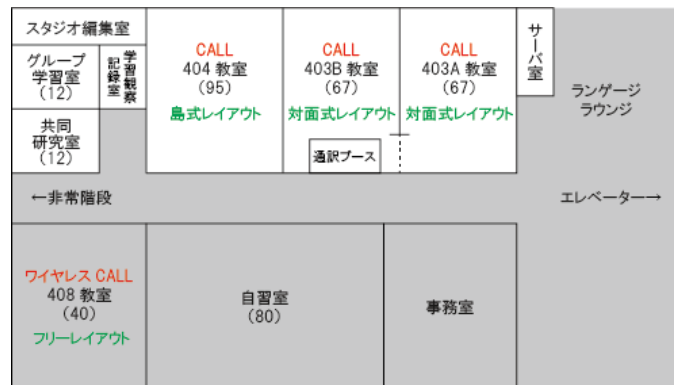 スタジオ編集室
グループ
学習室
(12)
学習観察
記録室
共同
研究室
(12)
CALL
404 教室
(95)
島式レイアウト
CALL
403B 教室
(67)
対面式レイアウト
通訳ブース
CALL
403A 教室
(67)
対面式レイアウト
サーバ室
ランゲージ
ラウンジ
←非常階段
エレベーター→
ワイヤレス CALL
408 教室
(40)
フリーレイアウト
自習室
(80)
事務室